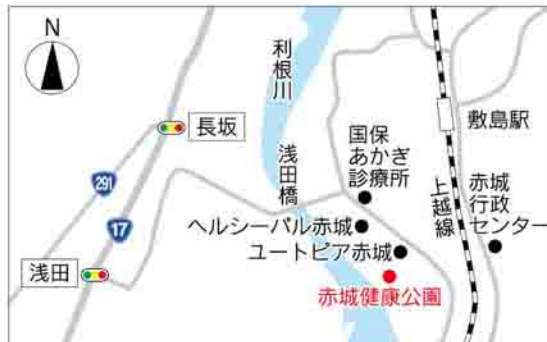 N
利根川
長坂
敷島駅
国保
あかぎ
診療所
浅田橋
291
上越線
赤城
行政
センター
17
ヘルシーパル赤城
ユートピア赤城
浅田
赤城健康公園